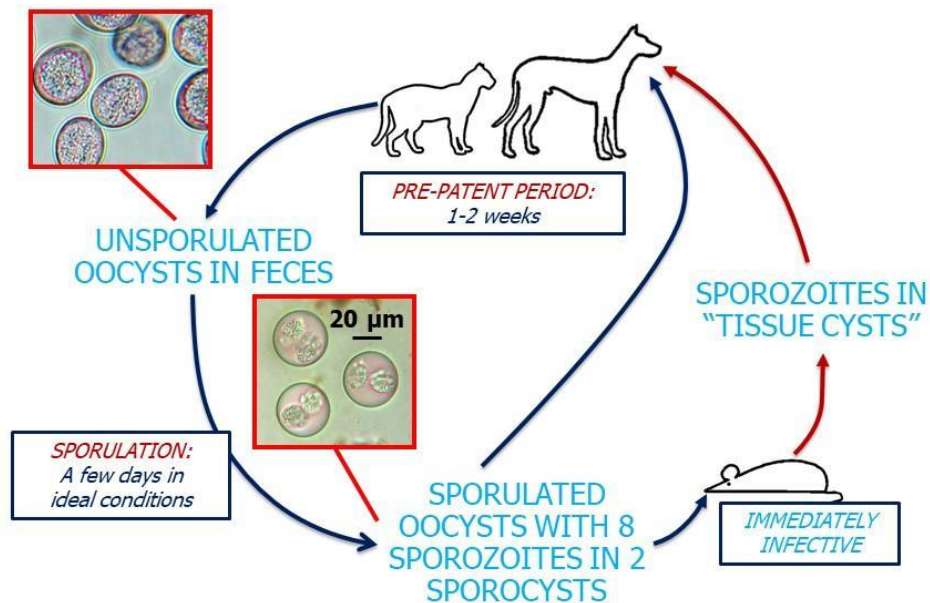 PRE-PATENT PERIOD:
1-2 weeks
UNSPORULATED
OOCYSTS IN FECES
20 µm
SPOROZOITES IN
“TISSUE CYSTS”
SPORULATION:
A few days in
ideal conditions
SPORULATED
OOCYSTS WITH 8
SPOROZOITES IN 2
SPOROCYSTS
IMMEDIATELY
INFECTIVE